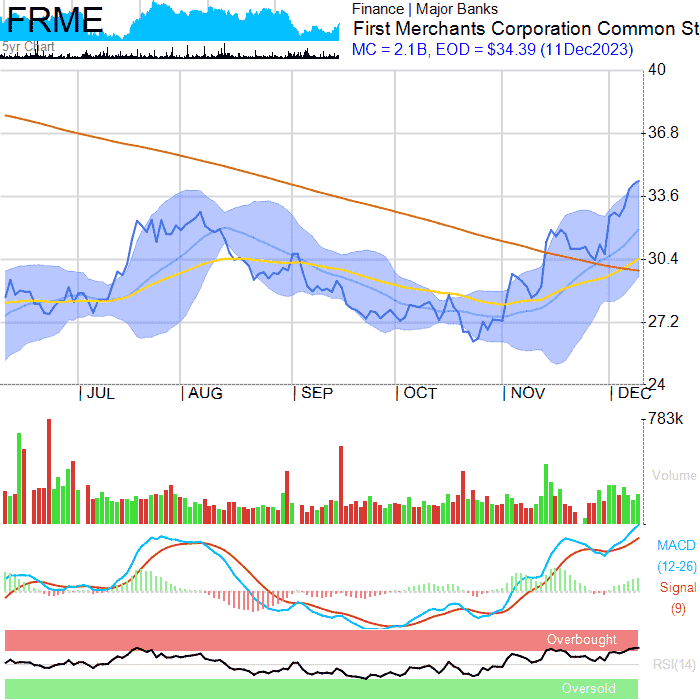 FRME
5yr Chart
Finance | Major Banks
First Merchants Corporation Common St
MC = 2.1B, EOD = $34.39 (11Dec2023)
40
36.8
33.6
30.4
27.2
24
| JUL | AUG | SEP | OCT | NOV | DEC
783k
Volume
MACD
(12-26)
Signal
(9)
Overbought
RSI(14)
Oversold